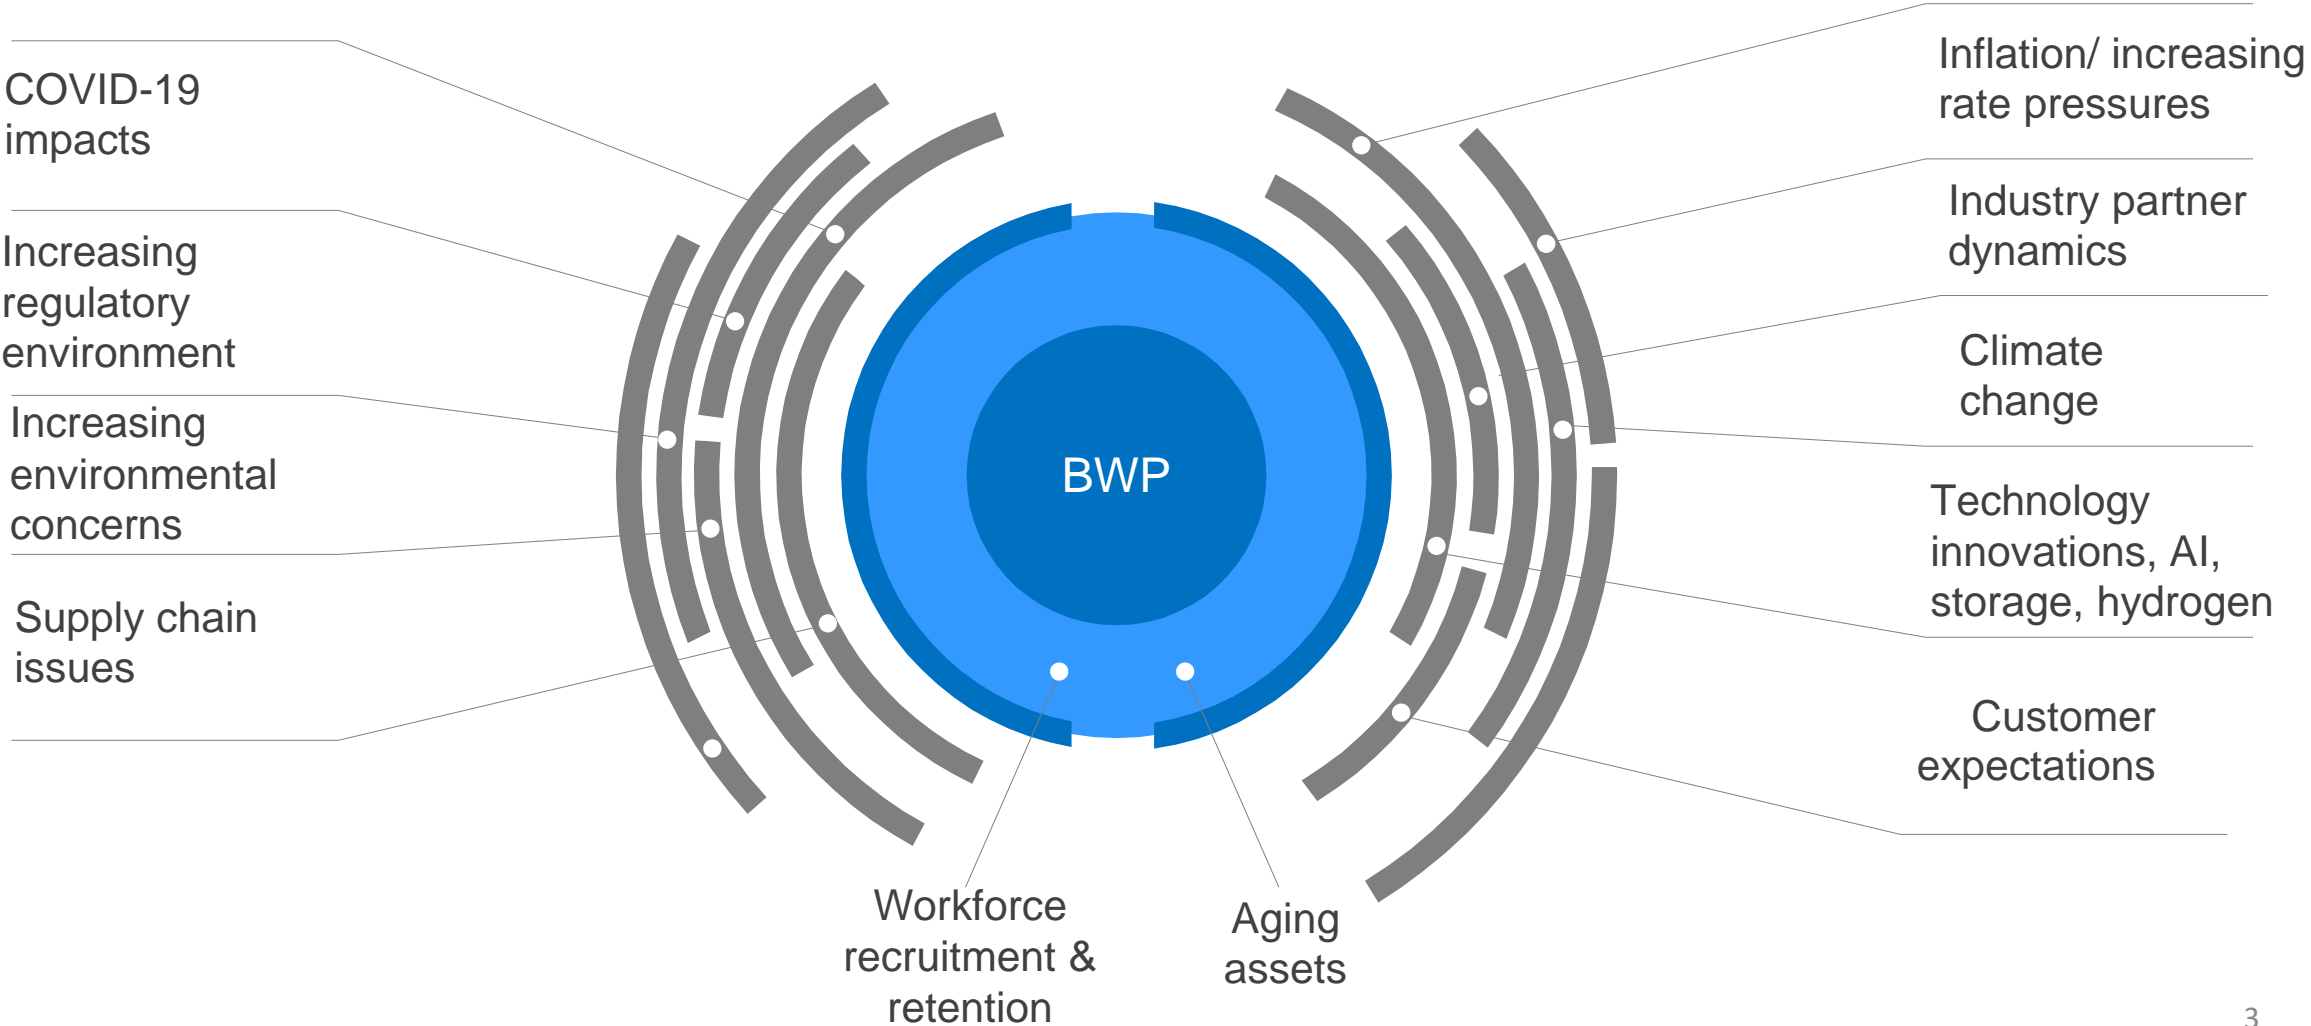 COVID-19
impacts
Increasing
regulatory
environment
Increasing
environmental
concerns
Supply chain
issues
BWP
Workforce
recruitment &
retention
Aging
assets
Inflation/ increasing
rate pressures
Industry partner
dynamics
Climate
change
Technology
innovations, AI,
storage, hydrogen
Customer
expectations
3